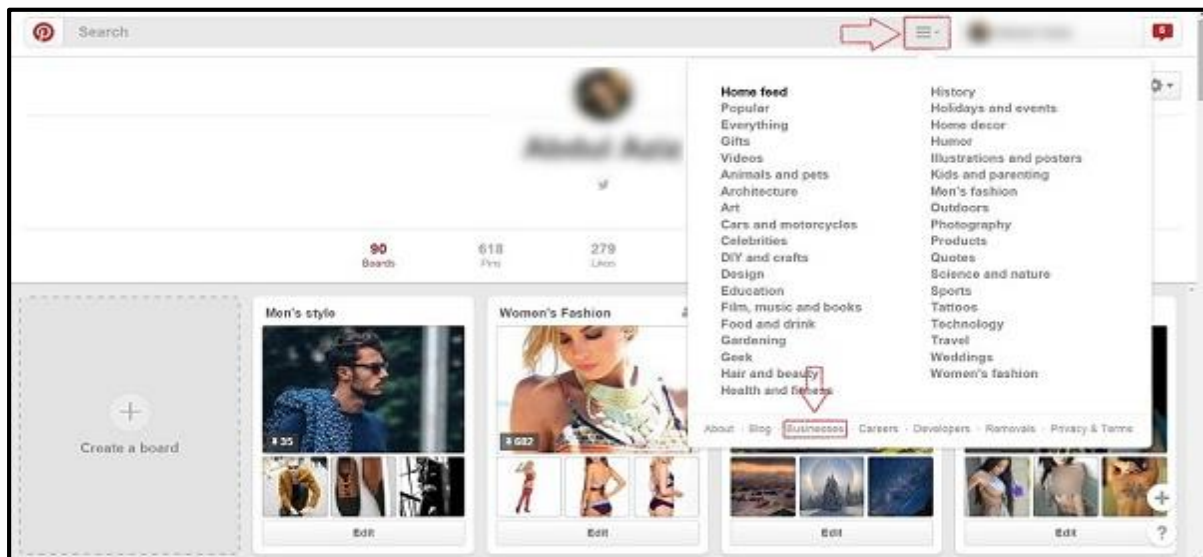 Search
6
90
Boards
618
Pins
279
Likes
Home feed
Popular
Everything
Gifts
Videos
Animals and pets
Architecture
Art
Cars and motorcycles
Celebrities
DIY and crafts
Design
Education
Film, music and books
Food and drink
Gardening
Geek
Hair and beauty
Health and fitness
History
Holidays and events
Home decor
Humor
Illustrations and posters
Kids and parenting
Men's fashion
Outdoors
Photography
Products
Quotes
Science and nature
Sports
Tattoos
Technology
Travel
Weddings
Women's fashion
About · Blog · Businesses · Careers · Developers · Removals · Privacy & Terms
Create a board
Men's style
35
Edit
Women's Fashion
682
Edit
Edit
Edit
?